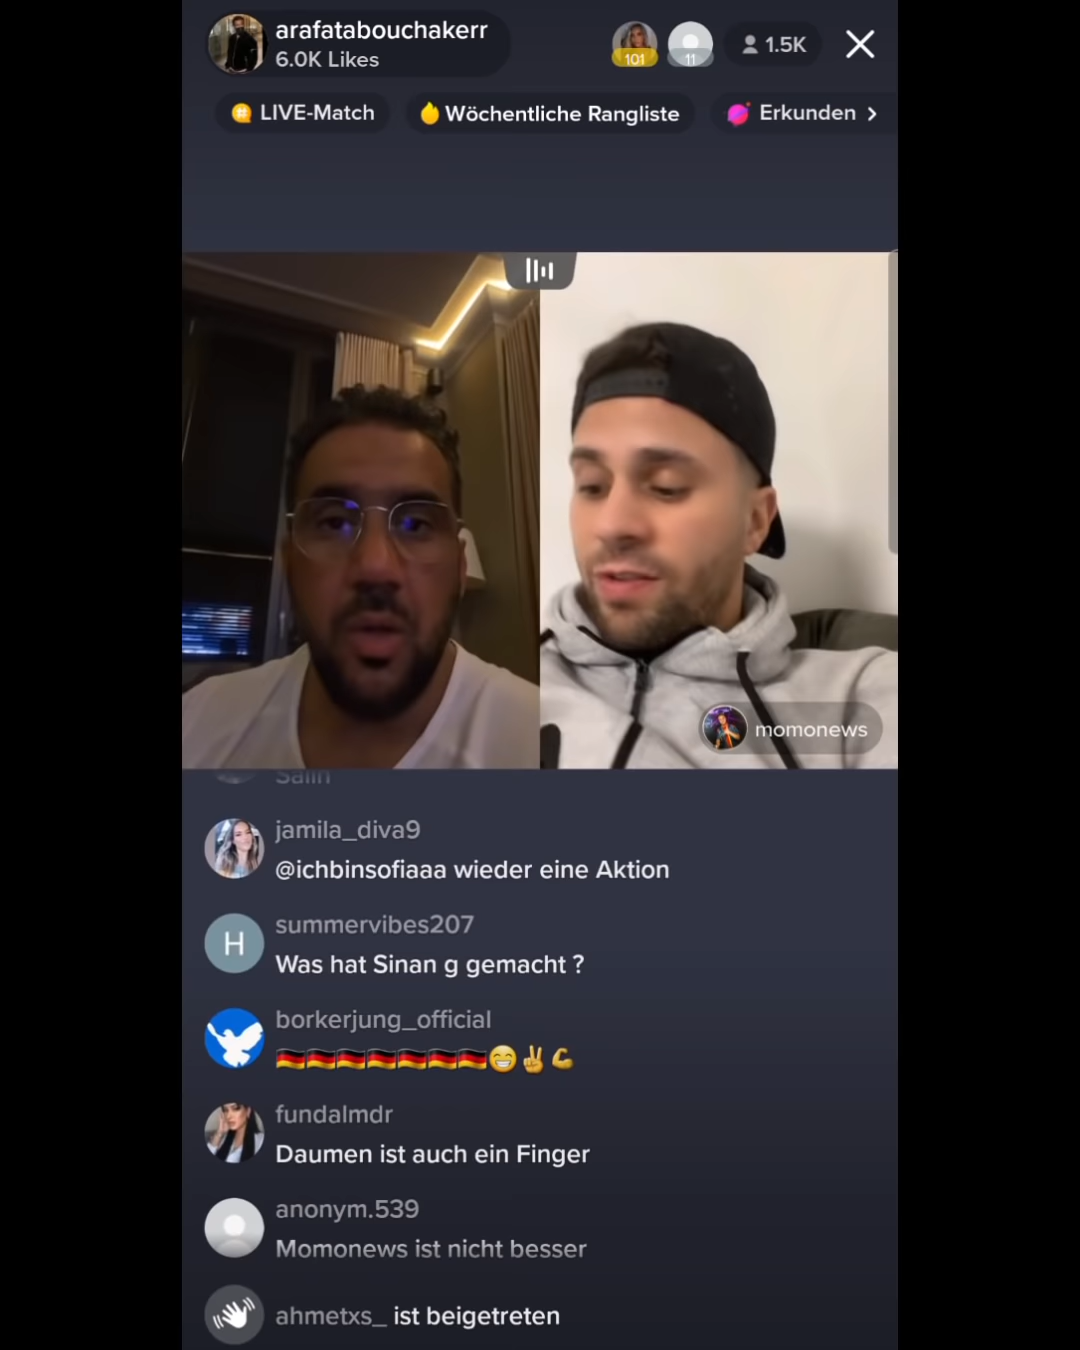 arafatabouchakerr
6.0K Likes
101
11
1.5K
LIVE-Match
Wöchentliche Rangliste
Erkunden
momonews
Salin
jamila_diva9
@ichbinsofiaaa wieder eine Aktion
H
summervibes207
Was hat Sinan g gemacht ?
borkerjung_official
🇩🇪🇩🇪🇩🇪🇩🇪🇩🇪🇩🇪🇩🇪😁✌️💪
fundalmdr
Daumen ist auch ein Finger
anonym.539
Momonews ist nicht besser
ahmetxs_ ist beigetreten